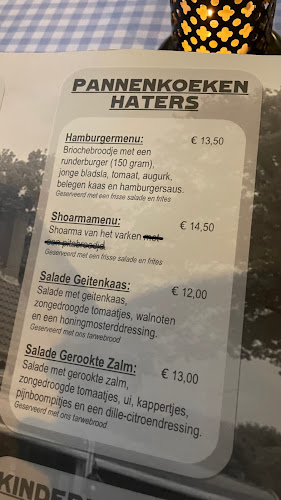 PANNENKOEKEN
HATERS
Hamburgermenu: € 13,50
Briochebroodje met een
runderburger (150 gram),
jonge bladsla, tomaat, augurk,
belegen kaas en hamburgersaus.
Geserveerd met een frisse salade en frites
Shoarmamenu: € 14,50
Shoarma van het varken met
een pitabroodje
Geserveerd met een frisse salade en frites
Salade Geitenkaas: € 12,00
Salade met geitenkaas,
zongedroogde tomaatjes, walnoten
en een honingmosterddressing.
Geserveerd met ons tarwebrood
Salade Gerookte Zalm: € 13,00
Salade met gerookte zalm,
zongedroogde tomaatjes, ui, kappertjes,
pijnboompitjes en een dille-citroendressing.
Geserveerd met ons tarwebrood
KINDER